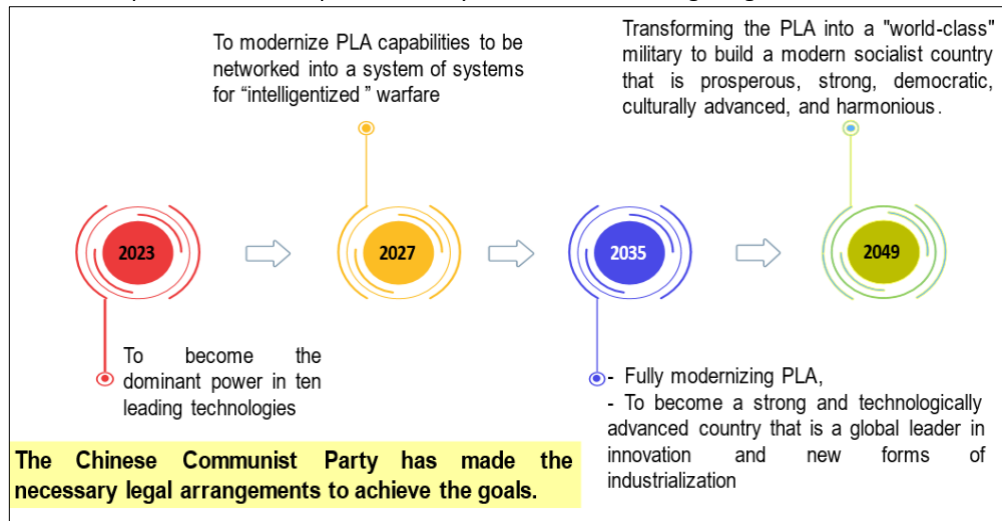 To modernize PLA capabilities to be
networked into a system of systems
for “intelligentized ” warfare
Transforming the PLA into a "world-class"
military to build a modern socialist country
that is prosperous, strong, democratic,
culturally advanced, and harmonious.
2023
2027
2035
2049
To become the
dominant power in ten
leading technologies
- Fully modernizing PLA,
- To become a strong and technologically
advanced country that is a global leader in
innovation and new forms of
industrialization
The Chinese Communist Party has made the
necessary legal arrangements to achieve the goals.